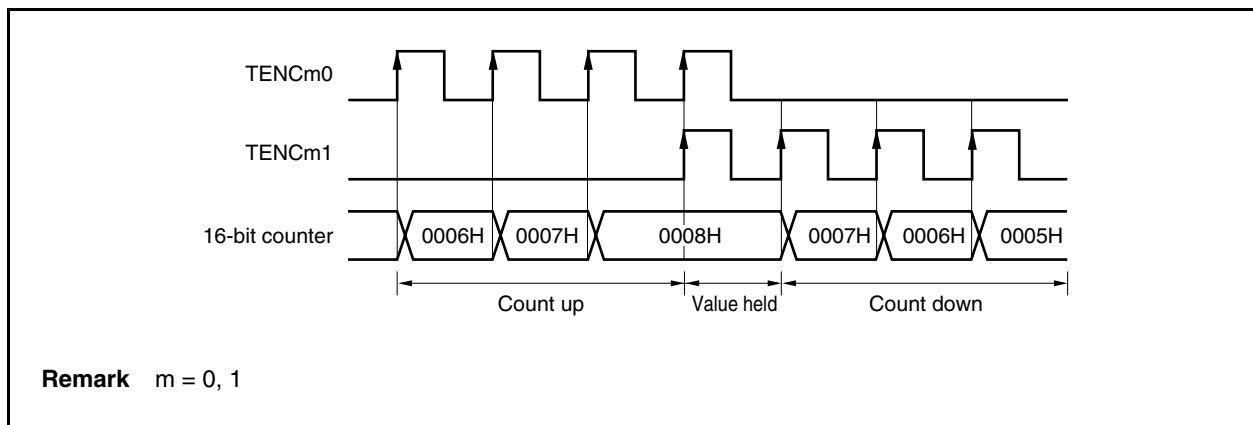 TENCm0
TENCm1
16-bit counter
0006H 0007H 0008H 0007H 0006H 0005H
Count up Value held Count down
Remark m = 0, 1